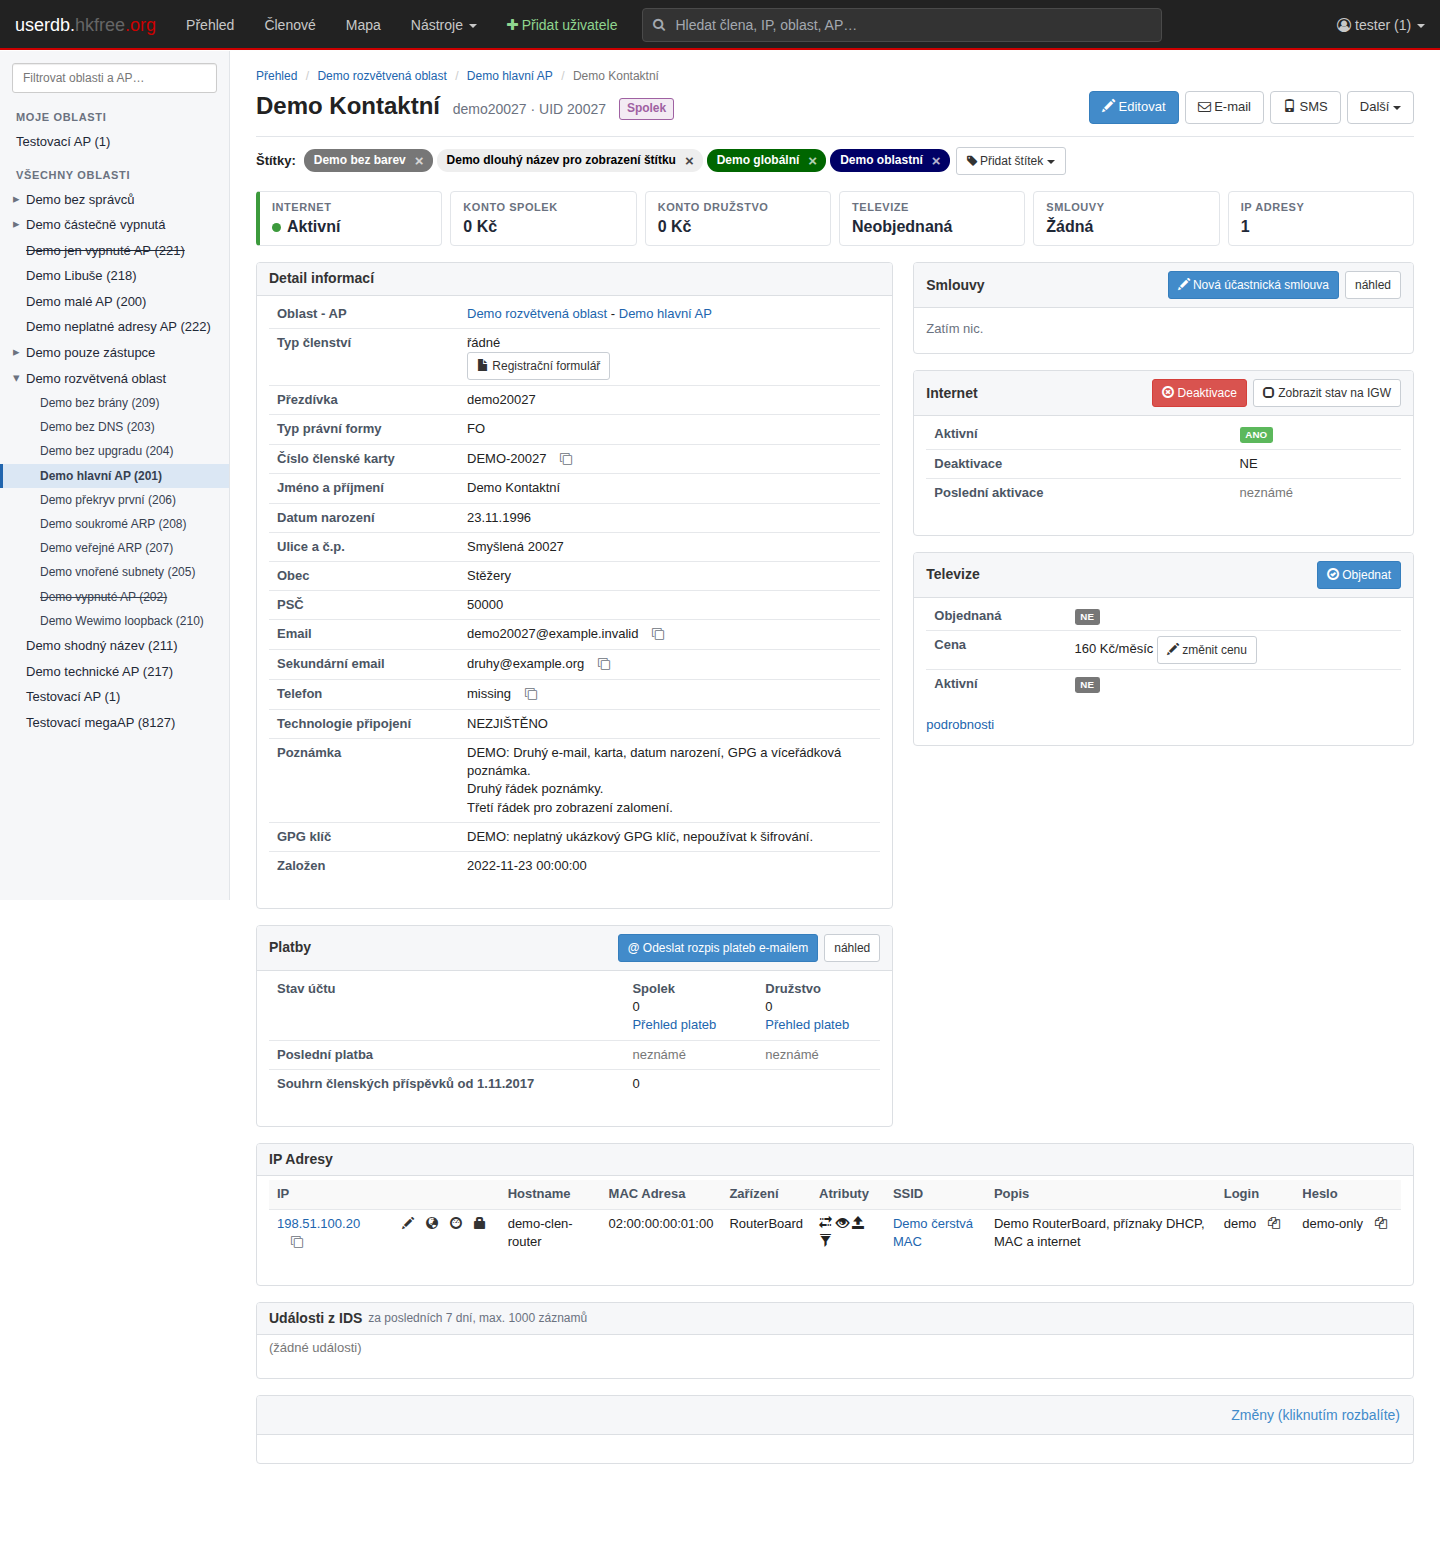 userdb.hkfree.org Přehled Členové Mapa Nástroje Přidat uživatele Hledat člena, IP, oblast, AP… tester (1)
Filtrovat oblasti a AP…
MOJE OBLASTI
Testovací AP (1)
VŠECHNY OBLASTI
Demo bez správců
Demo částečně vypnutá
Demo jen vypnuté AP (221)
Demo Libuše (218)
Demo malé AP (200)
Demo neplatné adresy AP (222)
Demo pouze zástupce
Demo rozvětvená oblast
Demo bez brány (209)
Demo bez DNS (203)
Demo bez upgradu (204)
Demo hlavní AP (201)
Demo překryv první (206)
Demo soukromé ARP (208)
Demo veřejné ARP (207)
Demo vnořené subnety (205)
Demo vypnuté AP (202)
Demo Wewimo loopback (210)
Demo shodný název (211)
Demo technické AP (217)
Testovací AP (1)
Testovací megaAP (8127)
Přehled / Demo rozvětvená oblast / Demo hlavní AP / Demo Kontaktní
Demo Kontaktní demo20027 · UID 20027 Spolek
Editovat E-mail SMS Další
Štítky: Demo bez barev × Demo dlouhý název pro zobrazení štítku × Demo globální × Demo oblastní × Přidat štítek
INTERNET
Aktivní
KONTO SPOLEK
0 Kč
KONTO DRUŽSTVO
0 Kč
TELEVIZE
Neobjednaná
SMLOUVY
Žádná
IP ADRESY
1
Detail informací
Oblast - AP Demo rozvětvená oblast - Demo hlavní AP
Typ členství řádné
Registrační formulář
Přezdívka demo20027
Typ právní formy FO
Číslo členské karty DEMO-20027
Jméno a příjmení Demo Kontaktní
Datum narození 23.11.1996
Ulice a č.p. Smyšlená 20027
Obec Stěžery
PSČ 50000
Email demo20027@example.invalid
Sekundární email druhy@example.org
Telefon missing
Technologie připojení NEZJIŠTĚNO
Poznámka DEMO: Druhý e-mail, karta, datum narození, GPG a víceřádková
poznámka.
Druhý řádek poznámky.
Třetí řádek pro zobrazení zalomení.
GPG klíč DEMO: neplatný ukázkový GPG klíč, nepoužívat k šifrování.
Založen 2022-11-23 00:00:00
Smlouvy Nová účastnická smlouva náhled
Zatím nic.
Internet Deaktivace Zobrazit stav na IGW
Aktivní ANO
Deaktivace NE
Poslední aktivace neznámé
Televize Objednat
Objednaná NE
Cena 160 Kč/měsíc změnit cenu
Aktivní NE
podrobnosti
Platby @ Odeslat rozpis plateb e-mailem náhled
Stav účtu Spolek Družstvo
0 0
Přehled plateb Přehled plateb
Poslední platba neznámé neznámé
Souhrn členských příspěvků od 1.11.2017 0
IP Adresy
IP Hostname MAC Adresa Zařízení Atributy SSID Popis Login Heslo
198.51.100.20 demo-clen- 02:00:00:00:01:00 RouterBoard Demo čerstvá Demo RouterBoard, příznaky DHCP, demo demo-only
router MAC MAC a internet
Události z IDS za posledních 7 dní, max. 1000 záznamů
(žádné události)
Změny (kliknutím rozbalíte)